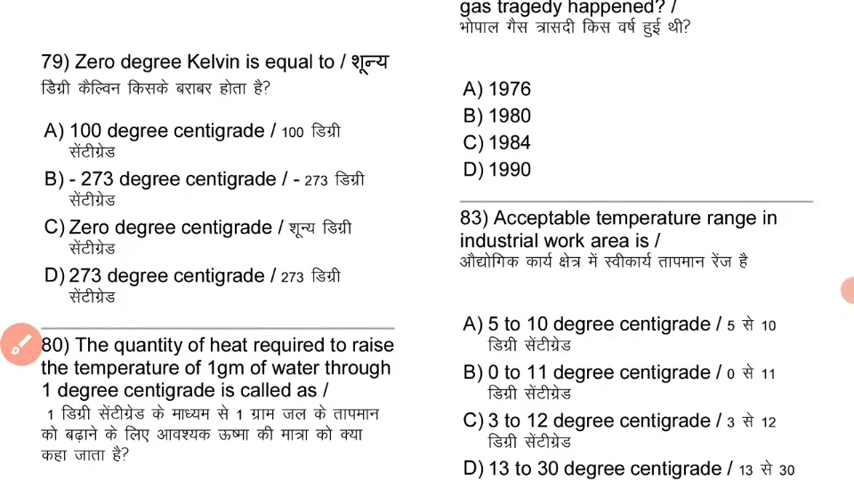 79) Zero degree Kelvin is equal to / शून्य
डिग्री कैल्विन किसके बराबर होता है?
A) 100 degree centigrade / 100 डिग्री
सेंटीग्रेड
B) - 273 degree centigrade / - 273 डिग्री
सेंटीग्रेड
C) Zero degree centigrade / शून्य डिग्री
सेंटीग्रेड
D) 273 degree centigrade / 273 डिग्री
सेंटीग्रेड
80) The quantity of heat required to raise
the temperature of 1gm of water through
1 degree centigrade is called as /
1 डिग्री सेंटीग्रेड के माध्यम से 1 ग्राम जल के तापमान
को बढ़ाने के लिए आवश्यक ऊष्मा की मात्रा को क्या
कहा जाता है?
gas tragedy happened? /
भोपाल गैस त्रासदी किस वर्ष हुई थी?
A) 1976
B) 1980
C) 1984
D) 1990
83) Acceptable temperature range in
industrial work area is /
औद्योगिक कार्य क्षेत्र में स्वीकार्य तापमान रेंज है
A) 5 to 10 degree centigrade / 5 से 10
डिग्री सेंटीग्रेड
B) 0 to 11 degree centigrade / 0 से 11
डिग्री सेंटीग्रेड
C) 3 to 12 degree centigrade / 3 से 12
डिग्री सेंटीग्रेड
D) 13 to 30 degree centigrade / 13 से 30